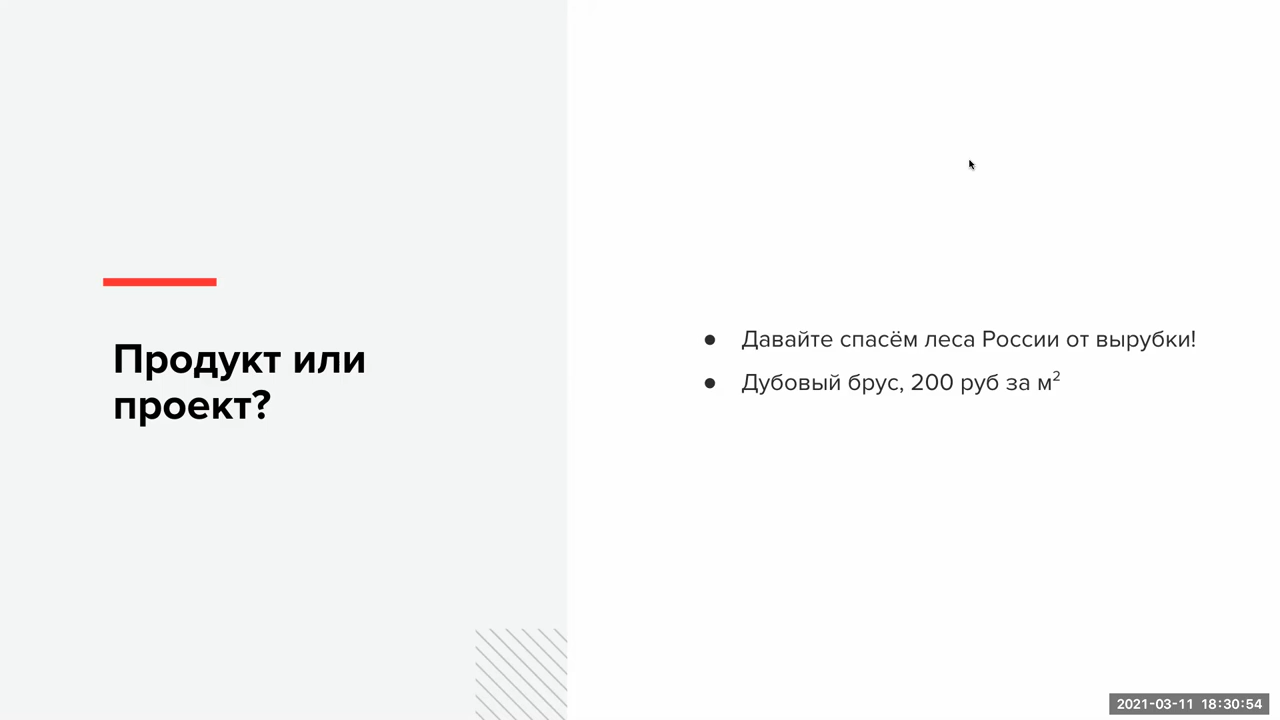 Продукт или
проект?
● Давайте спасём леса России от вырубки!
● Дубовый брус, 200 руб за м²
2021-03-11 18:30:54